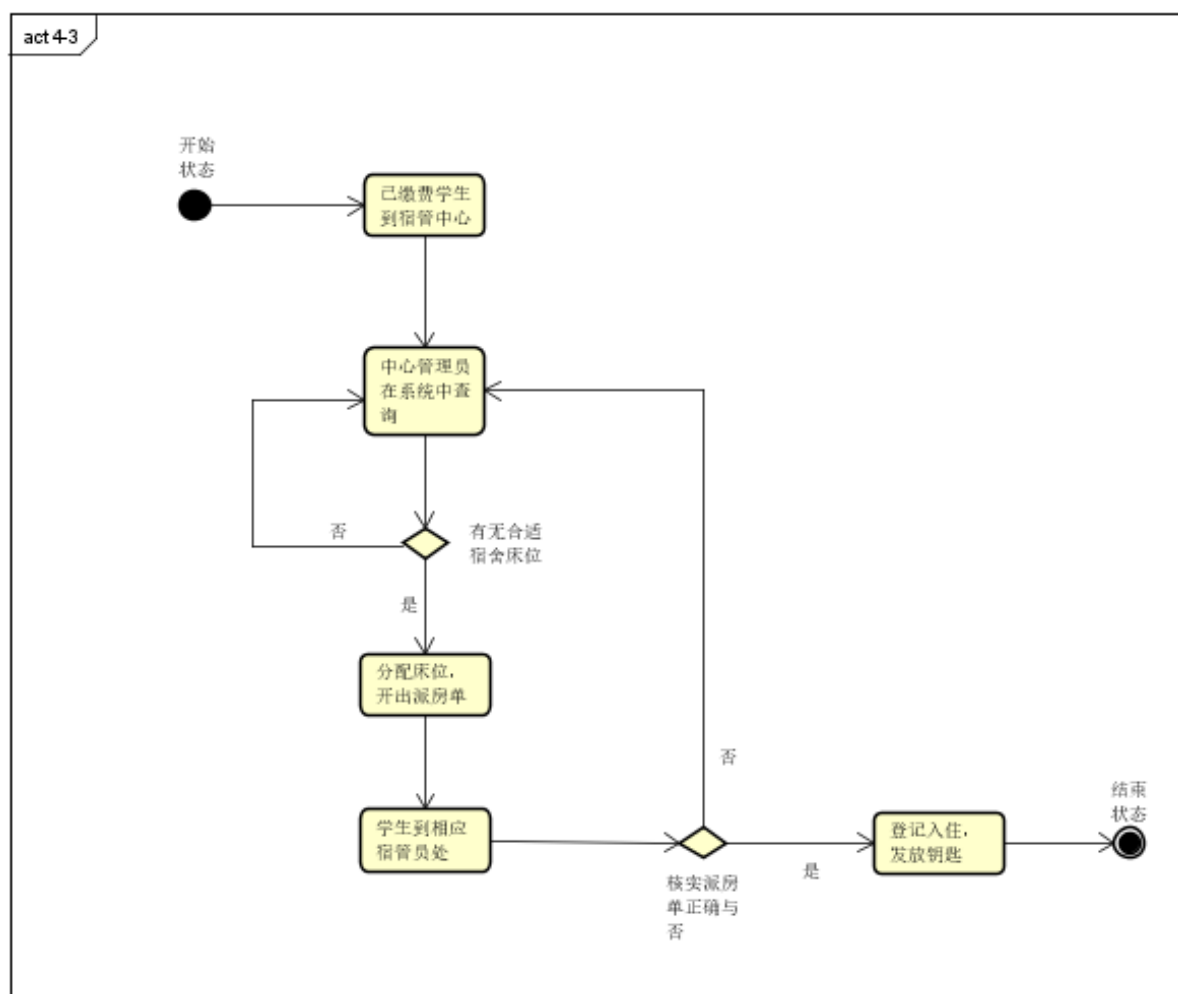 act 4-3
开始
状态
已缴费学生
到宿管中心
中心管理员
在系统中查
询
否
有无合适
宿舍床位
是
分配床位，
开出派房单
否
学生到相应
宿管员处
核实派房
单正确与
否
是
登记入住，
发放钥匙
结束
状态